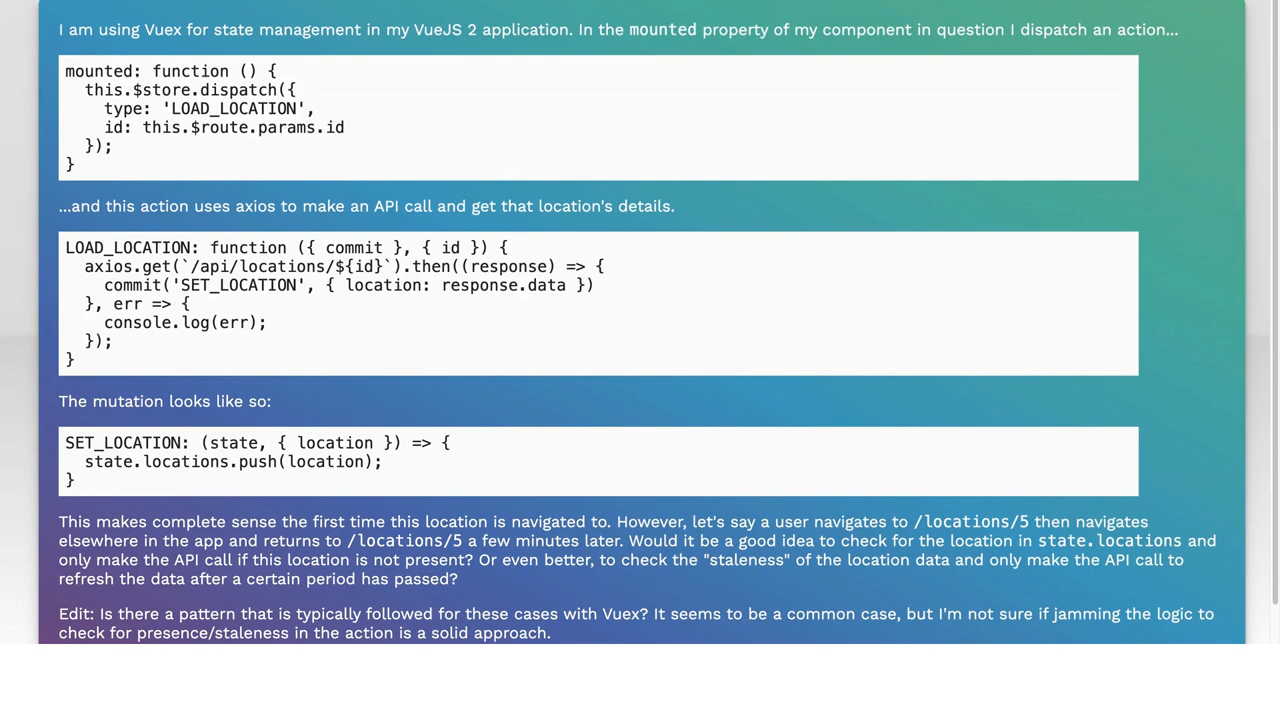 I am using Vuex for state management in my VueJS 2 application. In the mounted property of my component in question I dispatch an action...
mounted: function () {
  this.$store.dispatch({
    type: 'LOAD_LOCATION',
    id: this.$route.params.id
  });
}
...and this action uses axios to make an API call and get that location's details.
LOAD_LOCATION: function ({ commit }, { id }) {
  axios.get(`/api/locations/${id}`).then((response) => {
    commit('SET_LOCATION', { location: response.data })
  }, err => {
    console.log(err);
  });
}
The mutation looks like so:
SET_LOCATION: (state, { location }) => {
  state.locations.push(location);
}
This makes complete sense the first time this location is navigated to. However, let's say a user navigates to /locations/5 then navigates
elsewhere in the app and returns to /locations/5 a few minutes later. Would it be a good idea to check for the location in state.locations and
only make the API call if this location is not present? Or even better, to check the "staleness" of the location data and only make the API call to
refresh the data after a certain period has passed?
Edit: Is there a pattern that is typically followed for these cases with Vuex? It seems to be a common case, but I'm not sure if jamming the logic to
check for presence/staleness in the action is a solid approach.